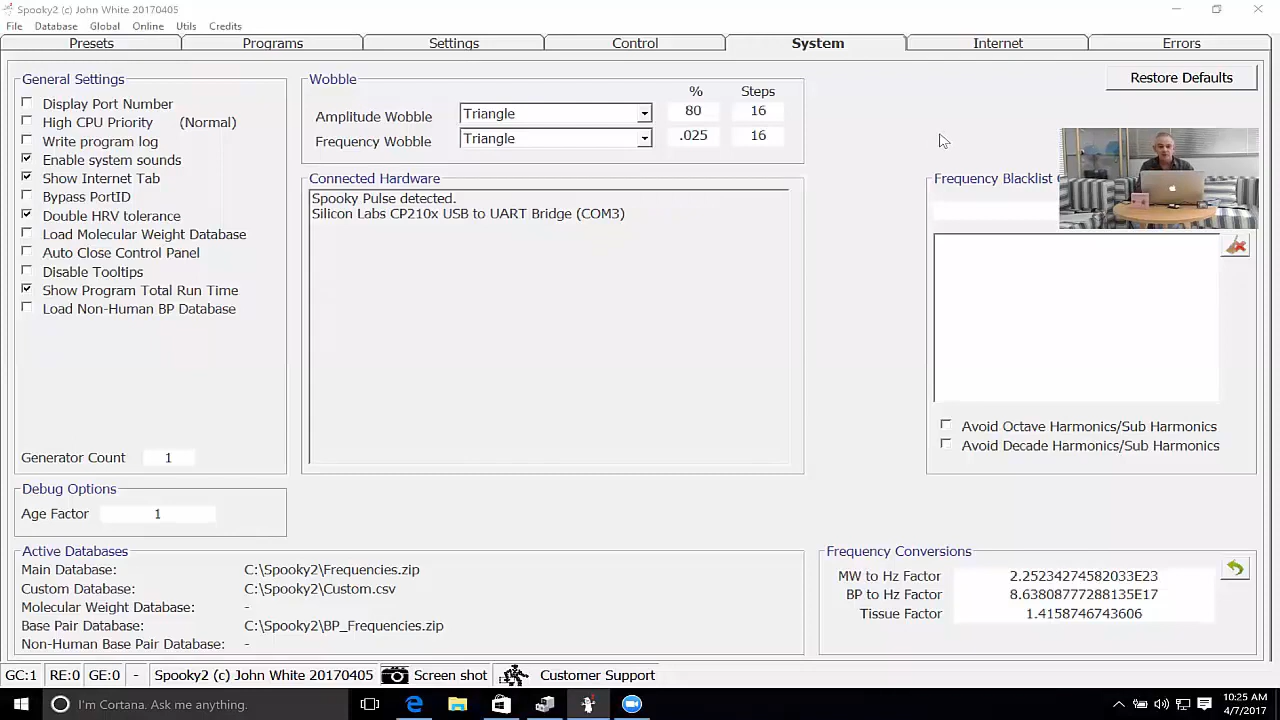 Spooky2 (c) John White 20170405
File Database Global Online Utils Credits
Presets Programs Settings Control System Internet Errors
General Settings
Display Port Number
High CPU Priority (Normal)
Write program log
Enable system sounds
Show Internet Tab
Bypass PortID
Double HRV tolerance
Load Molecular Weight Database
Auto Close Control Panel
Disable Tooltips
Show Program Total Run Time
Load Non-Human BP Database
Generator Count 1
Debug Options
Age Factor 1
Wobble
% Steps
Amplitude Wobble Triangle 80 16
Frequency Wobble Triangle .025 16
Connected Hardware
Spooky Pulse detected.
Silicon Labs CP210x USB to UART Bridge (COM3)
Restore Defaults
Frequency Blacklist
Avoid Octave Harmonics/Sub Harmonics
Avoid Decade Harmonics/Sub Harmonics
Active Databases
Main Database: C:\Spooky2\Frequencies.zip
Custom Database: C:\Spooky2\Custom.csv
Molecular Weight Database: -
Base Pair Database: C:\Spooky2\BP_Frequencies.zip
Non-Human Base Pair Database: -
Frequency Conversions
MW to Hz Factor 2.25234274582033E23
BP to Hz Factor 8.63808777288135E17
Tissue Factor 1.4158746743606
GC:1 RE:0 GE:0 - Spooky2 (c) John White 20170405 Screen shot Customer Support
I'm Cortana. Ask me anything.
10:25 AM
4/7/2017